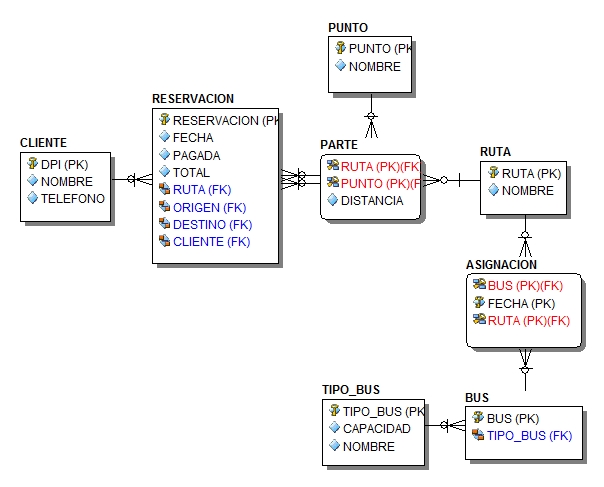 PUNTO
PUNTO (PK
NOMBRE
RESERVACION
RESERVACION (PK
FECHA
PAGADA
TOTAL
RUTA (FK)
ORIGEN (FK)
DESTINO (FK)
CLIENTE (FK)
CLIENTE
DPI (PK)
NOMBRE
TELEFONO
PARTE
RUTA (PK)(FK
PUNTO (PK)(F
DISTANCIA
RUTA
RUTA (PK)
NOMBRE
ASIGNACION
BUS (PK)(FK)
FECHA (PK)
RUTA (PK)(FK)
TIPO_BUS
TIPO_BUS (PK
CAPACIDAD
NOMBRE
BUS
BUS (PK)
TIPO_BUS (FK)